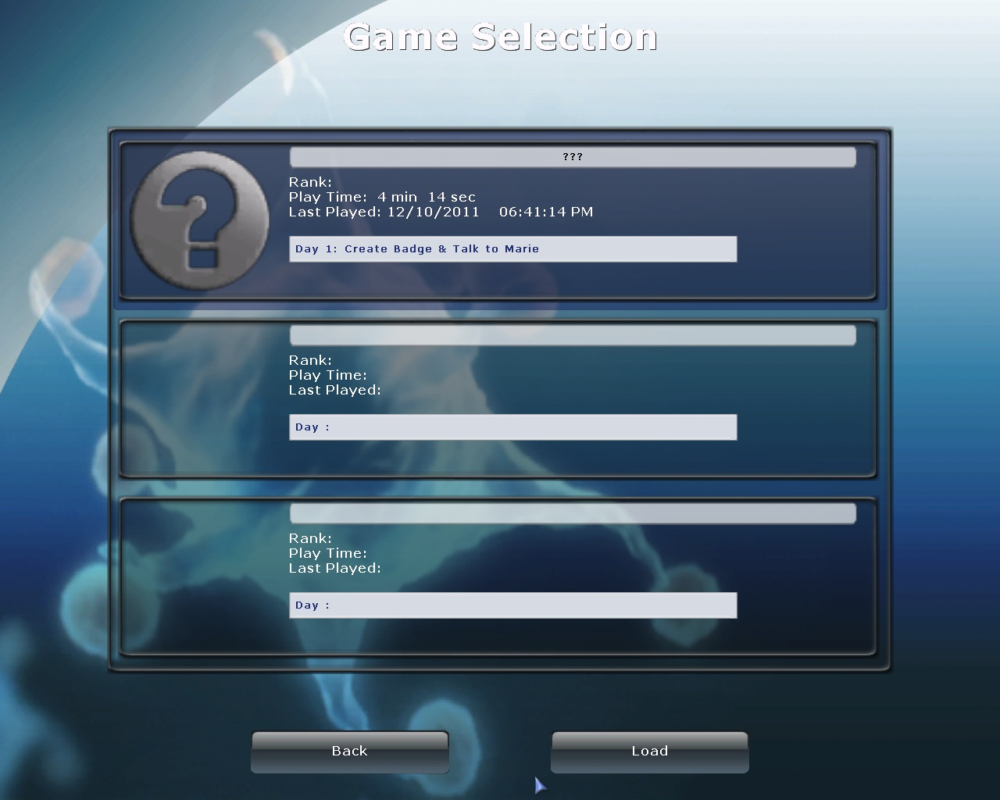 Game Selection
???
Rank:
Play Time: 4 min 14 sec
Last Played: 12/10/2011 06:41:14 PM
Day 1: Create Badge & Talk to Marie
Rank:
Play Time:
Last Played:
Day :
Rank:
Play Time:
Last Played:
Day :
Back
Load